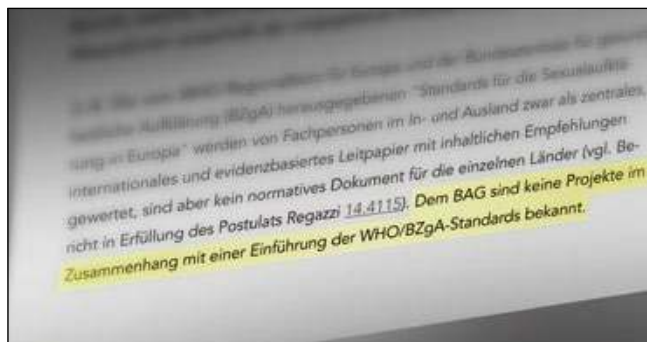 2./3. Die vom WHO-Regionalbüro für Europa und der Bundeszentrale für gesund-
heitliche Aufklärung (BZgA) herausgegebenen "Standards für die Sexualaufklä-
rung in Europa" werden von Fachpersonen im In- und Ausland zwar als zentrales,
internationales und evidenzbasiertes Leitpapier mit inhaltlichen Empfehlungen
gewertet, sind aber kein normatives Dokument für die einzelnen Länder (vgl. Be-
richt in Erfüllung des Postulats Regazzi 14.4115). Dem BAG sind keine Projekte im
Zusammenhang mit einer Einführung der WHO/BZgA-Standards bekannt.